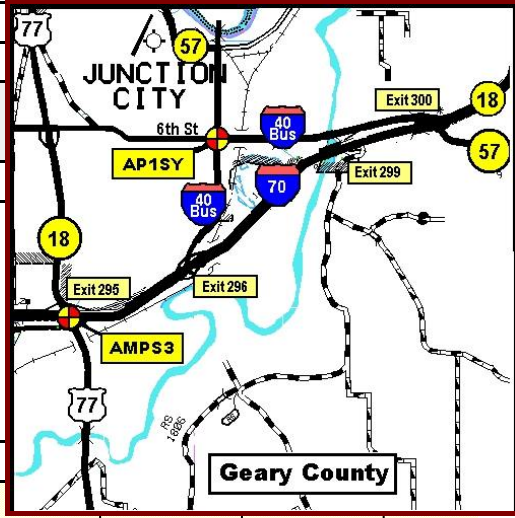 77
57
JUNCTION
CITY
Exit 300
18
6th St
40
Bus
57
AP1SY
Exit 299
70
40
Bus
18
Exit 295
Exit 296
AMPS3
77
RS
1806
Geary County